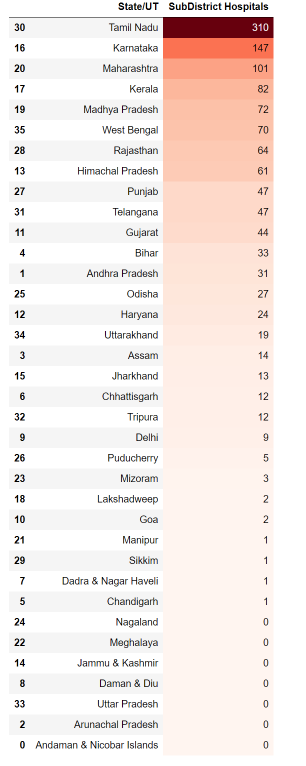 State/UT SubDistrict Hospitals
30 Tamil Nadu 310
16 Karnataka 147
20 Maharashtra 101
17 Kerala 82
19 Madhya Pradesh 72
35 West Bengal 70
28 Rajasthan 64
13 Himachal Pradesh 61
27 Punjab 47
31 Telangana 47
11 Gujarat 44
4 Bihar 33
1 Andhra Pradesh 31
25 Odisha 27
12 Haryana 24
34 Uttarakhand 19
3 Assam 14
15 Jharkhand 13
6 Chhattisgarh 12
32 Tripura 12
9 Delhi 9
26 Puducherry 5
23 Mizoram 3
18 Lakshadweep 2
10 Goa 2
21 Manipur 1
29 Sikkim 1
7 Dadra & Nagar Haveli 1
5 Chandigarh 1
24 Nagaland 0
22 Meghalaya 0
14 Jammu & Kashmir 0
8 Daman & Diu 0
33 Uttar Pradesh 0
2 Arunachal Pradesh 0
0 Andaman & Nicobar Islands 0